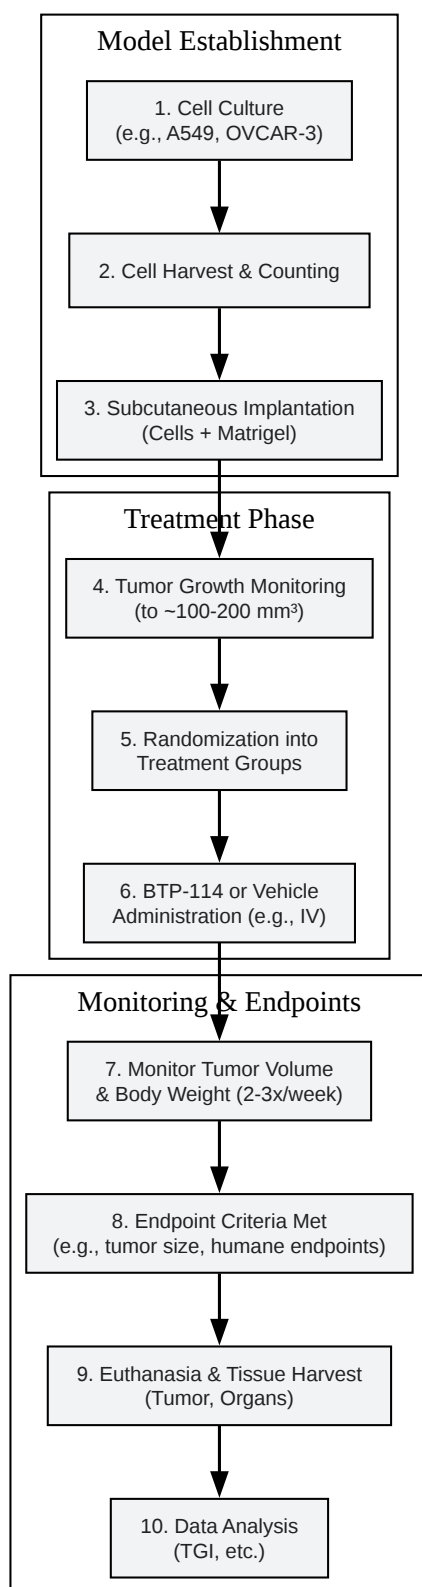 Model Establishment
1. Cell Culture
(e.g., A549, OVCAR-3)
2. Cell Harvest & Counting
3. Subcutaneous Implantation
(Cells + Matrigel)
Treatment Phase
4. Tumor Growth Monitoring
(to ~100-200 mm³)
5. Randomization into
Treatment Groups
6. BTP-114 or Vehicle
Administration (e.g., IV)
Monitoring & Endpoints
7. Monitor Tumor Volume
& Body Weight (2-3x/week)
8. Endpoint Criteria Met
(e.g., tumor size, humane endpoints)
9. Euthanasia & Tissue Harvest
(Tumor, Organs)
10. Data Analysis
(TGI, etc.)